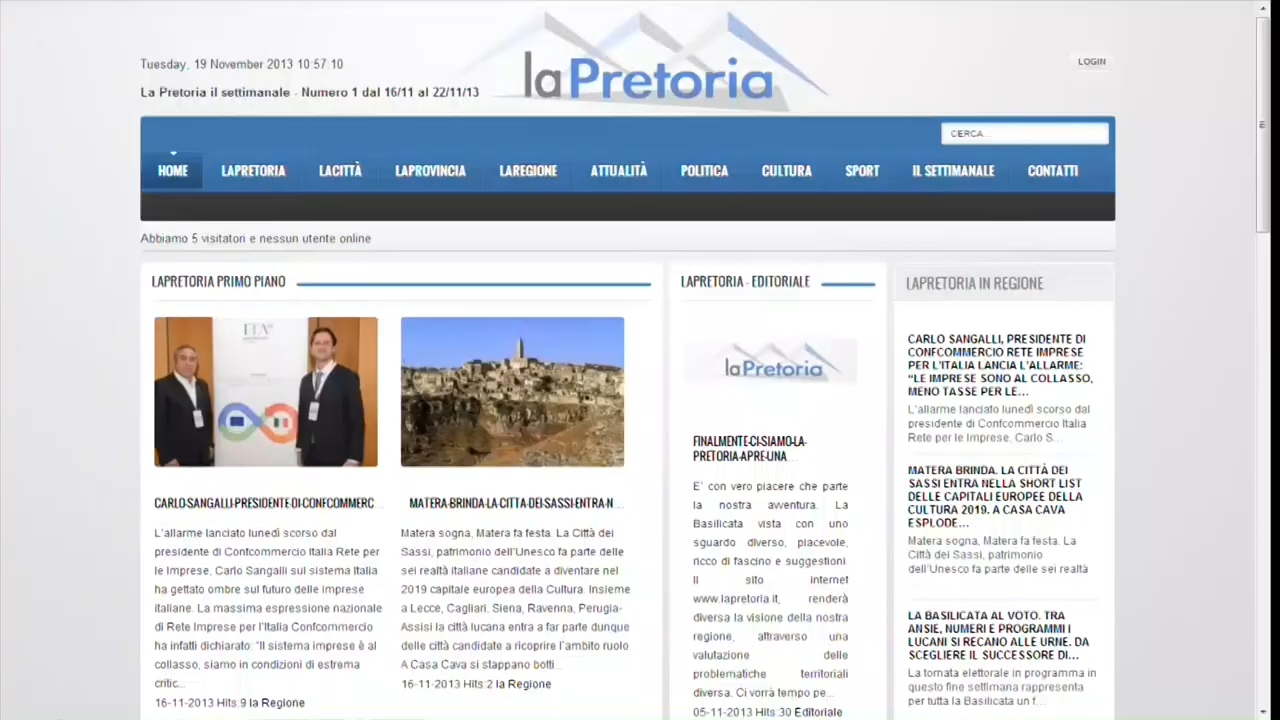 Tuesday, 19 November 2013 10 57 10
La Pretoria il settimanale - Numero 1 dal 16/11 al 22/11/13
laPretoria
LOGIN
CERCA...
HOME LAPRETORIA LACITTÀ LAPROVINCIA LAREGIONE ATTUALITÀ POLITICA CULTURA SPORT IL SETTIMANALE CONTATTI
Abbiamo 5 visitatori e nessun utente online
LAPRETORIA PRIMO PIANO
ITA
CARLO-SANGALLI-PRESIDENTE-DI-CONFCOMMERC ...
L'allarme lanciato lunedì scorso dal
presidente di Confcommercio Italia Rete per
le Imprese, Carlo Sangalli sul sistema Italia
ha gettato ombre sul futuro delle imprese
italiane. La massima espressione nazionale
di Rete Imprese per l'Italia Confcommercio
ha infatti dichiarato: "Il sistema imprese è al
collasso, siamo in condizioni di estrema
critic...
16-11-2013 Hits:9 la Regione
MATERA-BRINDA-LA-CITTA-DEI-SASSI-ENTRA-N ...
Matera sogna, Matera fa festa. La Città dei
Sassi, patrimonio dell'Unesco fa parte delle
sei realtà italiane candidate a diventare nel
2019 capitale europea della Cultura. Insieme
a Lecce, Cagliari. Siena, Ravenna, Perugia-
Assisi la città lucana entra a far parte dunque
delle città candidate a ricoprire l'ambito ruolo.
A Casa Cava si stappano botti...
16-11-2013 Hits:2 la Regione
LAPRETORIA - EDITORIALE
laPretoria
FINALMENTE-CI-SIAMO-LA-
PRETORIA-APRE-UNA ...
E' con vero piacere che parte
la nostra avventura. La
Basilicata vista con uno
sguardo diverso, piacevole,
ricco di fascino e suggestioni.
Il sito internet
www.lapretoria.it, renderà
diversa la visione della nostra
regione, attraverso una
valutazione delle
problematiche territoriali
diversa. Ci vorrà tempo pe...
05-11-2013 Hits:30 Editoriale
LAPRETORIA IN REGIONE
CARLO SANGALLI, PRESIDENTE DI
CONFCOMMERCIO RETE IMPRESE
PER L'ITALIA LANCIA L'ALLARME:
"LE IMPRESE SONO AL COLLASSO,
MENO TASSE PER LE...
L'allarme lanciato lunedì scorso dal
presidente di Confcommercio Italia
Rete per le Imprese, Carlo S...
MATERA BRINDA. LA CITTÀ DEI
SASSI ENTRA NELLA SHORT LIST
DELLE CAPITALI EUROPEE DELLA
CULTURA 2019. A CASA CAVA
ESPLODE...
Matera sogna, Matera fa festa. La
Città dei Sassi, patrimonio
dell'Unesco fa parte delle sei realtà
LA BASILICATA AL VOTO. TRA
ANSIE, NUMERI E PROGRAMMI I
LUCANI SI RECANO ALLE URNE. DA
SCEGLIERE IL SUCCESSORE DI...
La tornata elettorale in programma in
questo fine settimana rappresenta
per tutta la Basilicata un f...